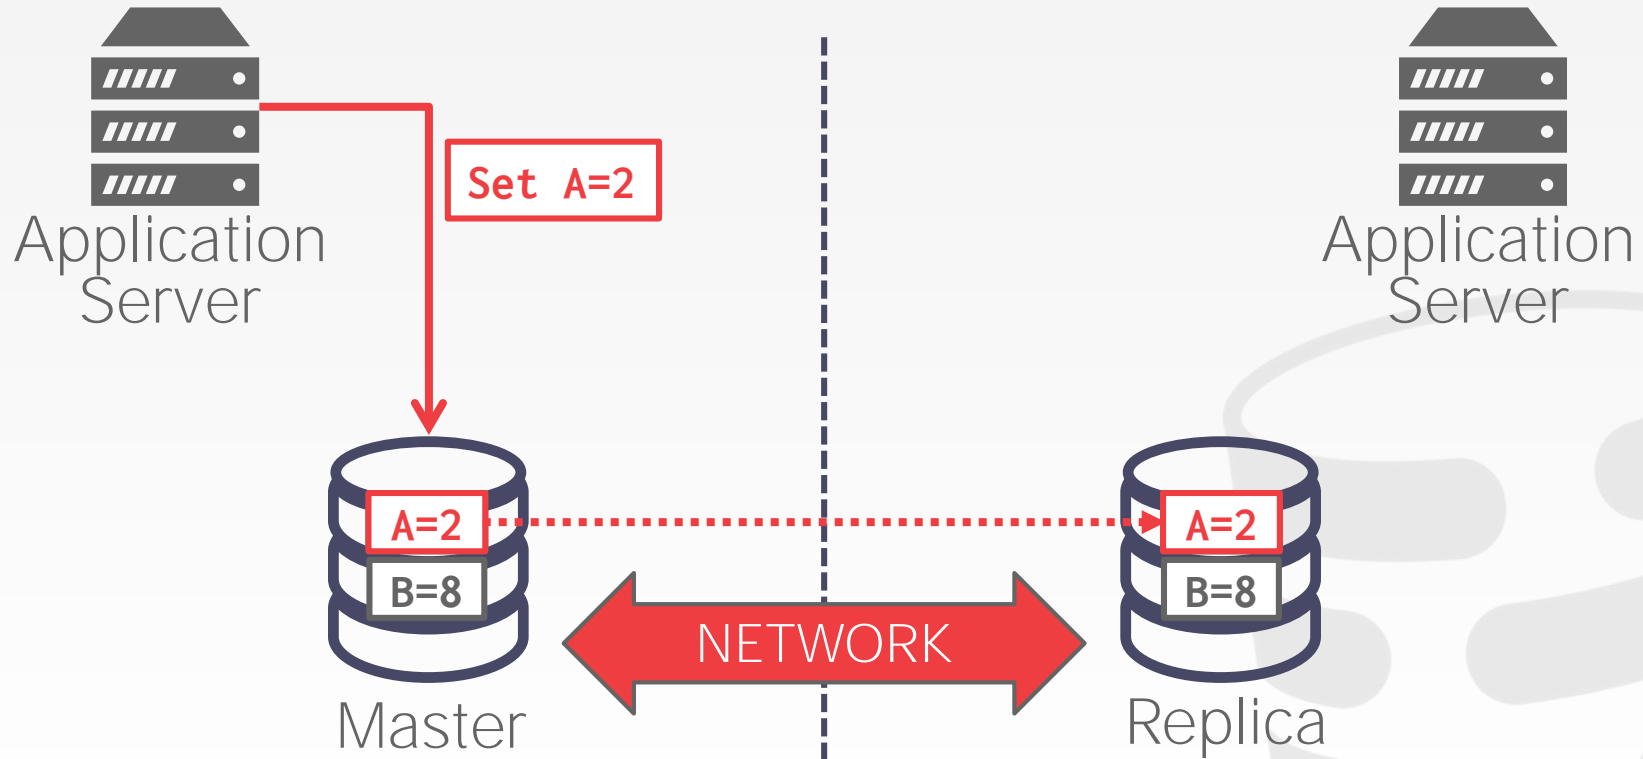 Application
Server
Application
Server
Set A=2
A=2
A=2
B=8
B=8
NETWORK
Master
Replica